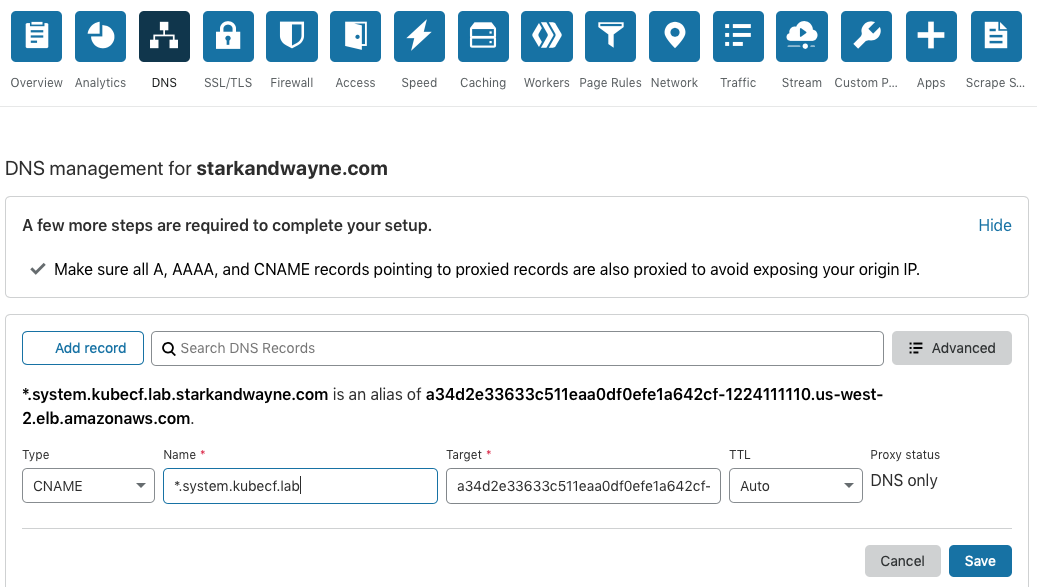 Overview Analytics DNS SSL/TLS Firewall Access Speed Caching Workers Page Rules Network Traffic Stream Custom P... Apps Scrape S...
DNS management for starkandwayne.com
A few more steps are required to complete your setup. Hide
Make sure all A, AAAA, and CNAME records pointing to proxied records are also proxied to avoid exposing your origin IP.
Add record Search DNS Records Advanced
*.system.kubecf.lab.starkandwayne.com is an alias of a34d2e33633c511eaa0df0efe1a642cf-1224111110.us-west-
2.elb.amazonaws.com.
Type Name * Target * TTL Proxy status
CNAME *.system.kubecf.lab a34d2e33633c511eaa0df0efe1a642cf- Auto DNS only
Cancel Save